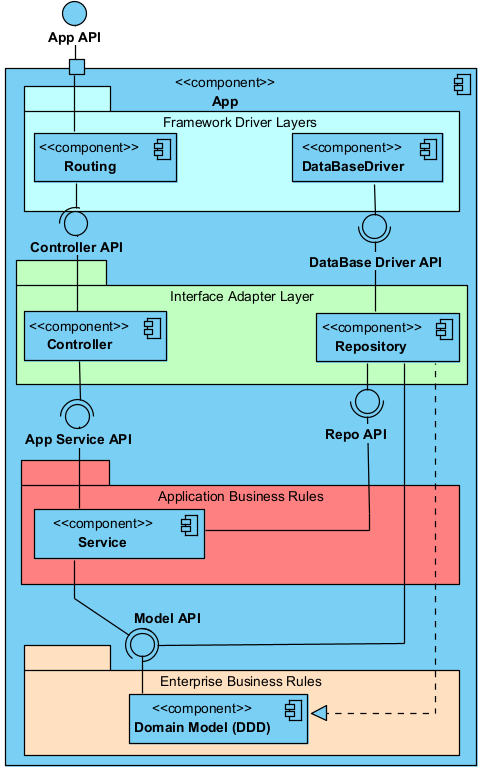 App API
<<component>>
App
Framework Driver Layers
<<component>>
Routing
<<component>>
DataBaseDriver
Controller API
DataBase Driver API
Interface Adapter Layer
<<component>>
Controller
<<component>>
Repository
App Service API
Repo API
Application Business Rules
<<component>>
Service
Model API
Enterprise Business Rules
<<component>>
Domain Model (DDD)